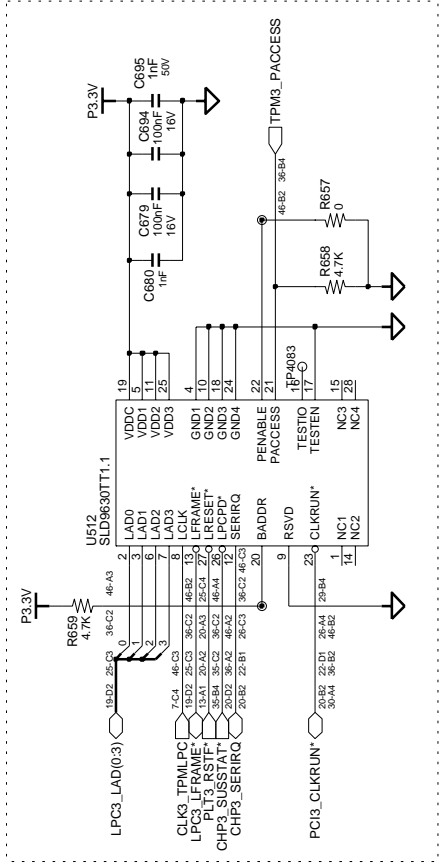 P3.3V
R659
4.7K
P3.3V
C680
1nF
C679
100nF
16V
C694
100nF
16V
C695
1nF
50V
U512
SLD9630TT1.1
LPC3_LAD(0:3)
19-D2 25-C3 36-C2 46-A3
0
1
2
3
2 LAD0 VDDC 19
3 LAD1 VDD1 5
6 LAD2 VDD2 11
7 LAD3 VDD3 25
CLK3_TPMLPC 7-C4 46-C3 8 LCLK
LPC3_LFRAME* 19-D2 25-C3 36-C2 46-B2 13 LFRAME* GND1 4
PLT3_RSTF* 13-A1 20-A2 20-A3 25-C4 27 LRESET* GND2 10
CHP3_SUSSTAT* 35-B4 35-C2 36-C2 46-A4 26 LPCPD* GND3 18
CHP3_SERIRQ 20-D2 36-A2 46-A2 36-C2 12 SERIRQ GND4 24
20-B2 22-B1 26-C3 46-C3
20 BADDR PENABLE 22
PACCESS 21
46-B2 36-B4 TPM3_PACCESS
9 RSVD TESTIO 16 TP4083
PCI3_CLKRUN* 20-B2 22-D1 26-A4 29-B4 23 CLKRUN* TESTEN 17
30-A4 36-B2 46-B2
1 NC1 NC3 15
14 NC2 NC4 28
R658
4.7K
R657
0